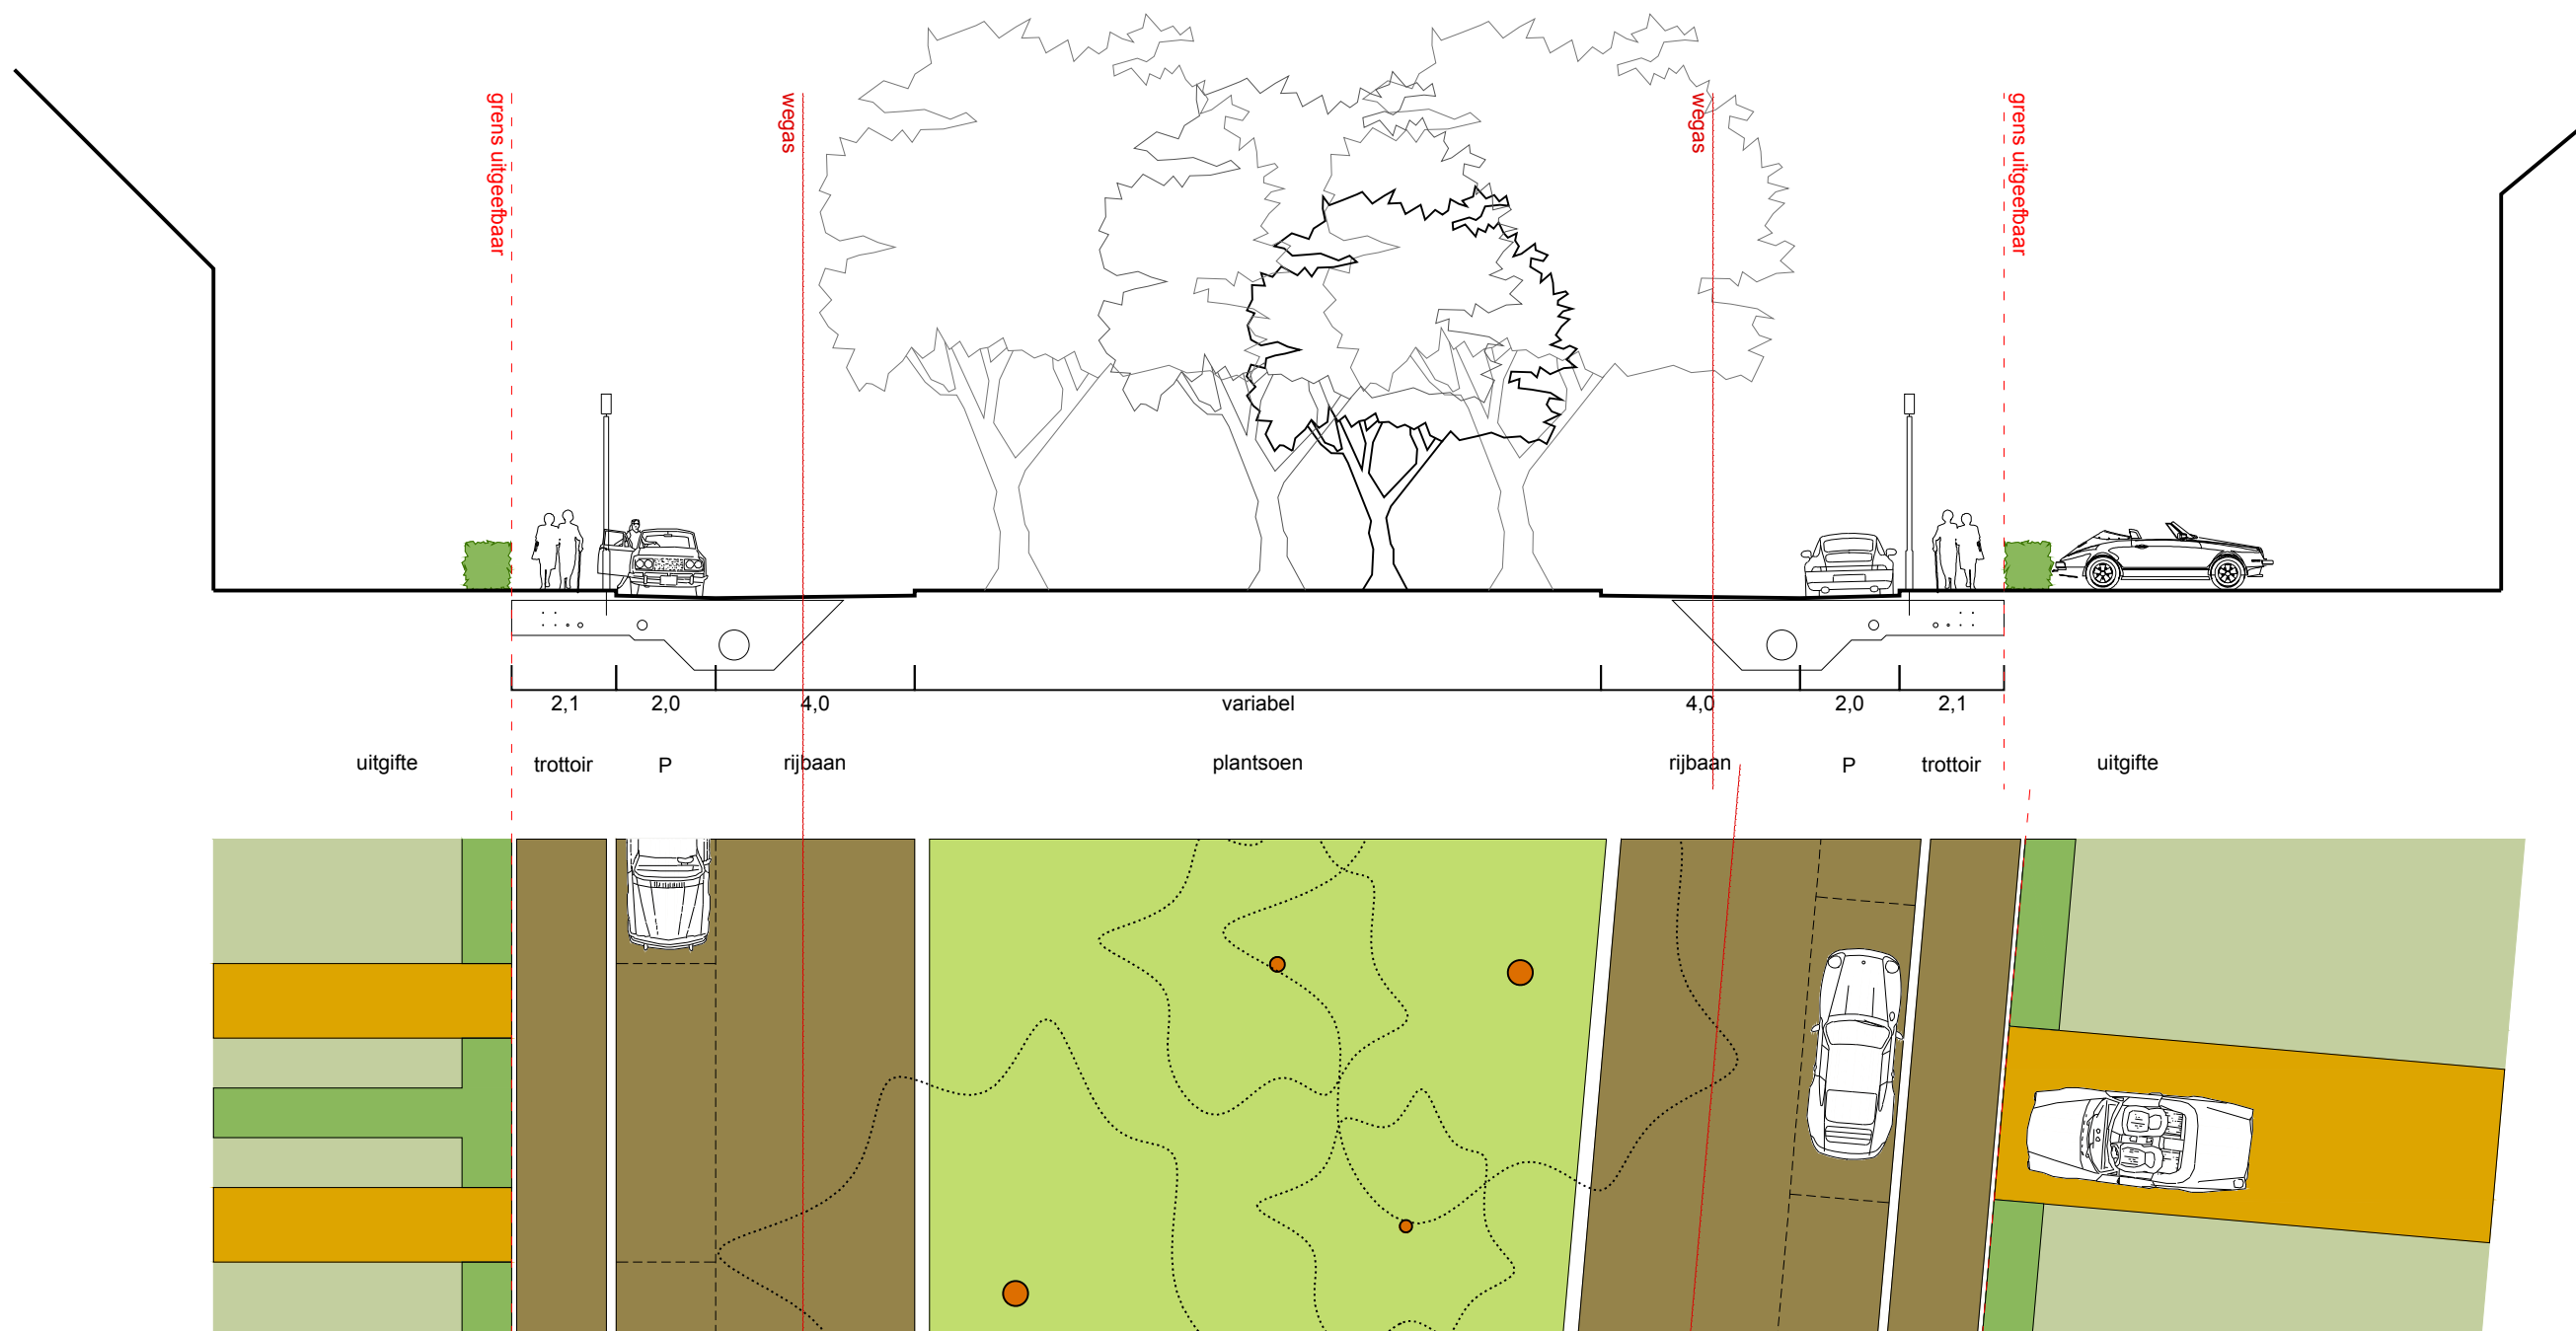 grens uitgeefbaar
wegas
wegas
grens uitgeefbaar
2,1 2,0 4,0 variabel 4,0 2,0 2,1
uitgifte trottoir P rijbaan plantsoen rijbaan P trottoir uitgifte